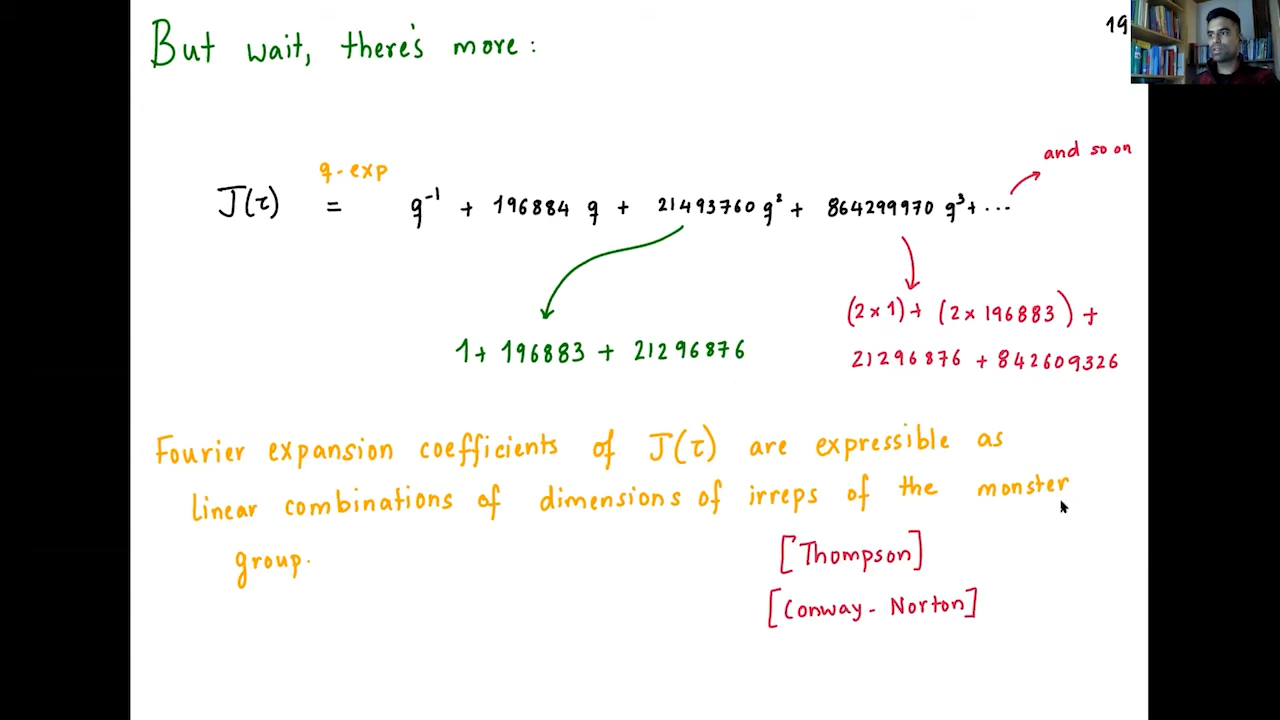 But wait, there's more :
19
and so on
q-exp
J(τ) = q⁻¹ + 196884 q + 21493760 q² + 864299970 q³ + ...
(2 × 1) + (2 × 196883) +
1 + 196883 + 21296876
21296876 + 842609326
Fourier expansion coefficients of J(τ) are expressible as
linear combinations of dimensions of irreps of the monster
group.
[Thompson]
[Conway - Norton]